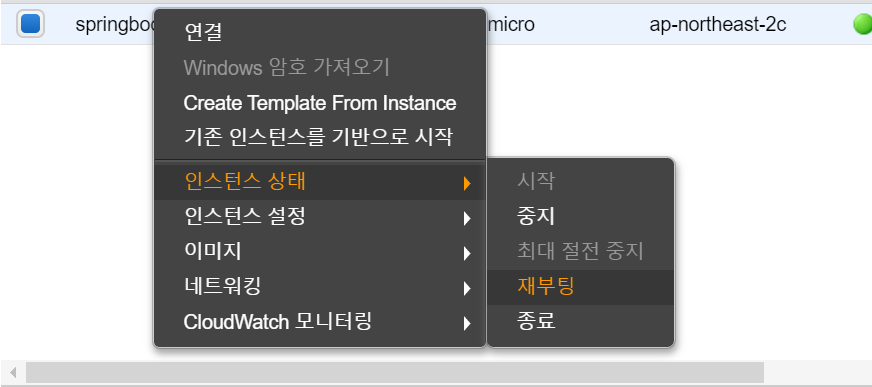 springboo micro ap-northeast-2c
연결
Windows 암호 가져오기
Create Template From Instance
기존 인스턴스를 기반으로 시작
인스턴스 상태
인스턴스 설정
이미지
네트워킹
CloudWatch 모니터링
시작
중지
최대 절전 중지
재부팅
종료